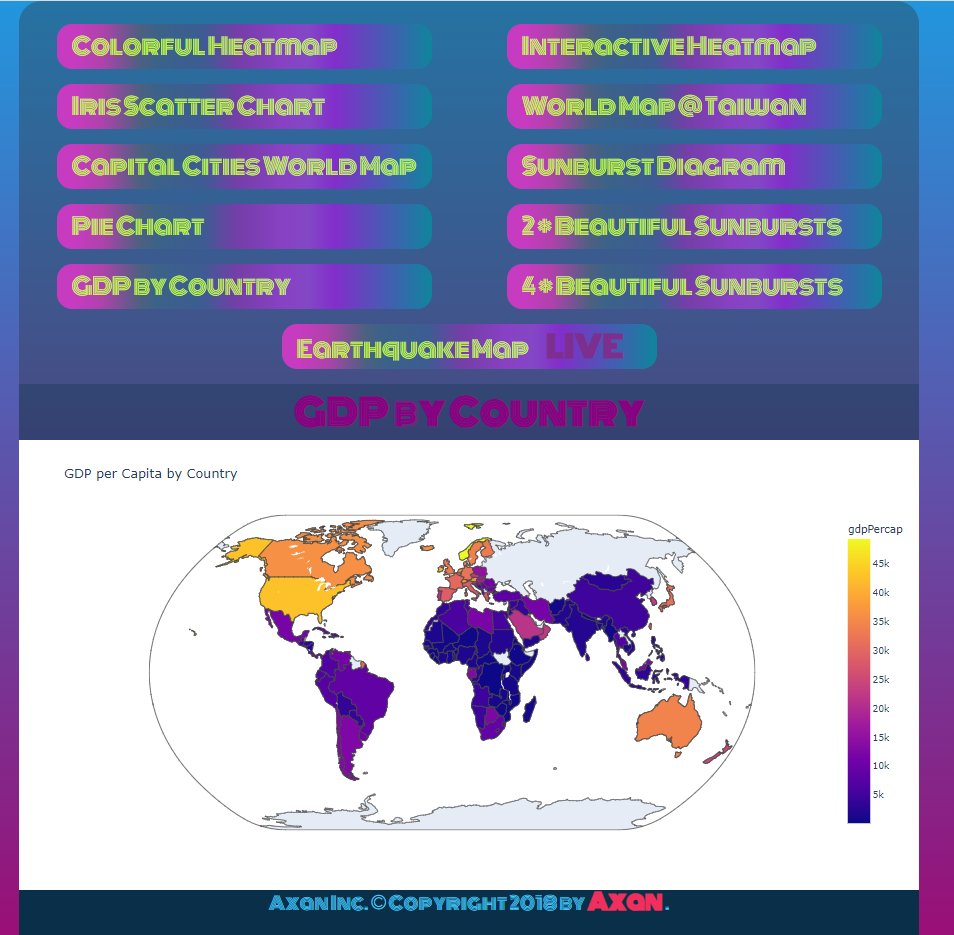 Colorful Heatmap
Interactive Heatmap
Iris Scatter Chart
World Map @ Taiwan
Capital Cities World Map
Sunburst Diagram
Pie Chart
2*Beautiful Sunbursts
GDP by Country
4*Beautiful Sunbursts
Earthquake Map LIVE
GDP by Country
GDP per Capita by Country
gdpPercap
45k
40k
35k
30k
25k
20k
15k
10k
5k
Axan Inc. © Copyright 2018 by Axan.